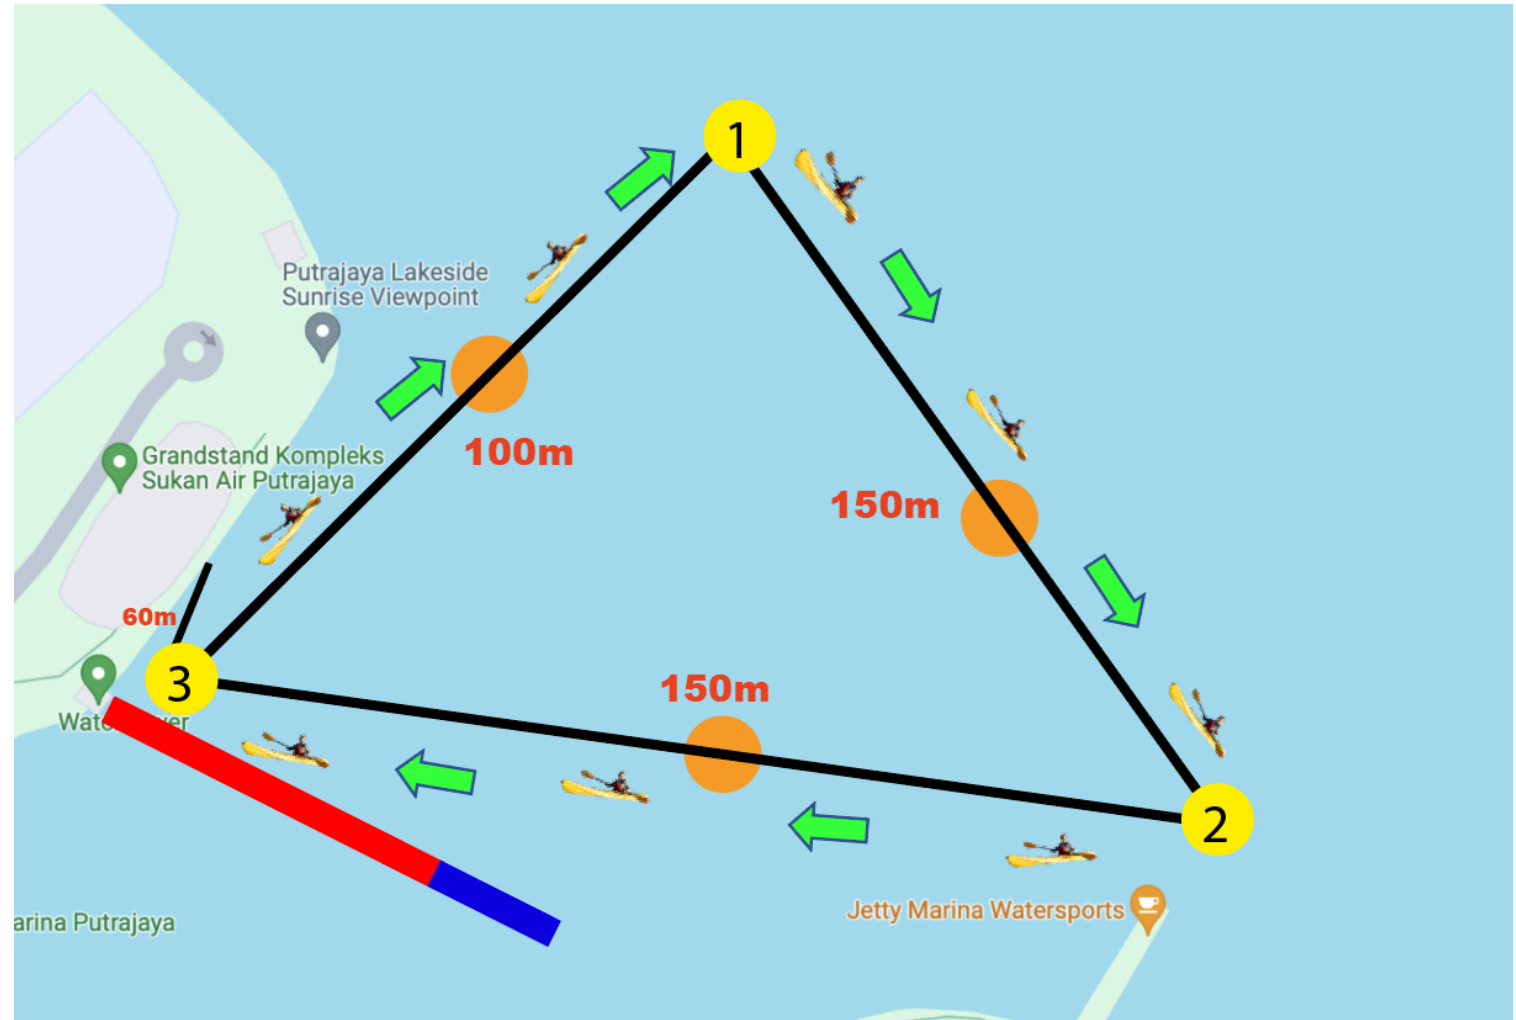 1
Putrajaya Lakeside
Sunrise Viewpoint
100m
Grandstand Kompleks
Sukan Air Putrajaya
150m
60m
3
150m
2
Jetty Marina Watersports
arina Putrajaya